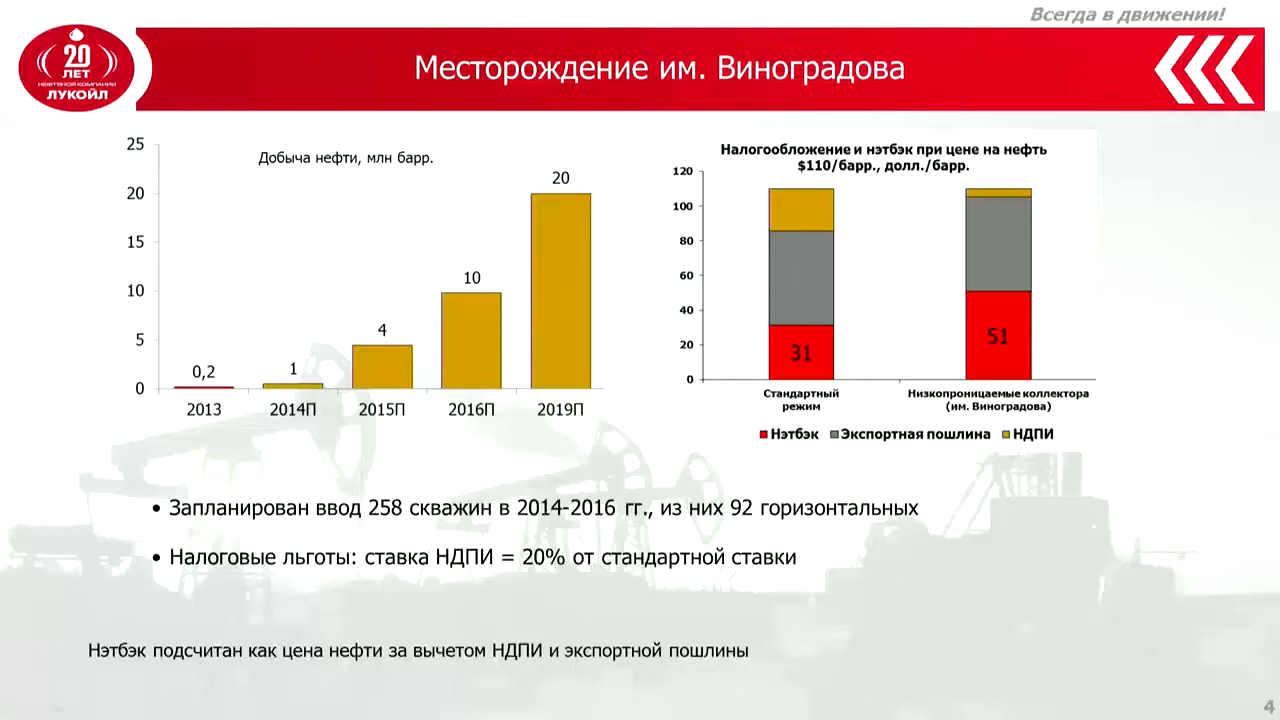 Всегда в движении!
20
ЛЕТ
НЕФТЯНОЙ КОМПАНИИ
ЛУКОЙЛ
Месторождение им. Виноградова
Добыча нефти, млн барр.
25
20
15
10
5
0
0,2
1
4
10
20
2013
2014П
2015П
2016П
2019П
Налогообложение и нэтбэк при цене на нефть
$110/барр., долл./барр.
120
100
80
60
40
20
0
31
51
Стандартный
режим
Низкопроницаемые коллектора
(им. Виноградова)
Нэтбэк Экспортная пошлина НДПИ
• Запланирован ввод 258 скважин в 2014-2016 гг., из них 92 горизонтальных
• Налоговые льготы: ставка НДПИ = 20% от стандартной ставки
Нэтбэк подсчитан как цена нефти за вычетом НДПИ и экспортной пошлины
4